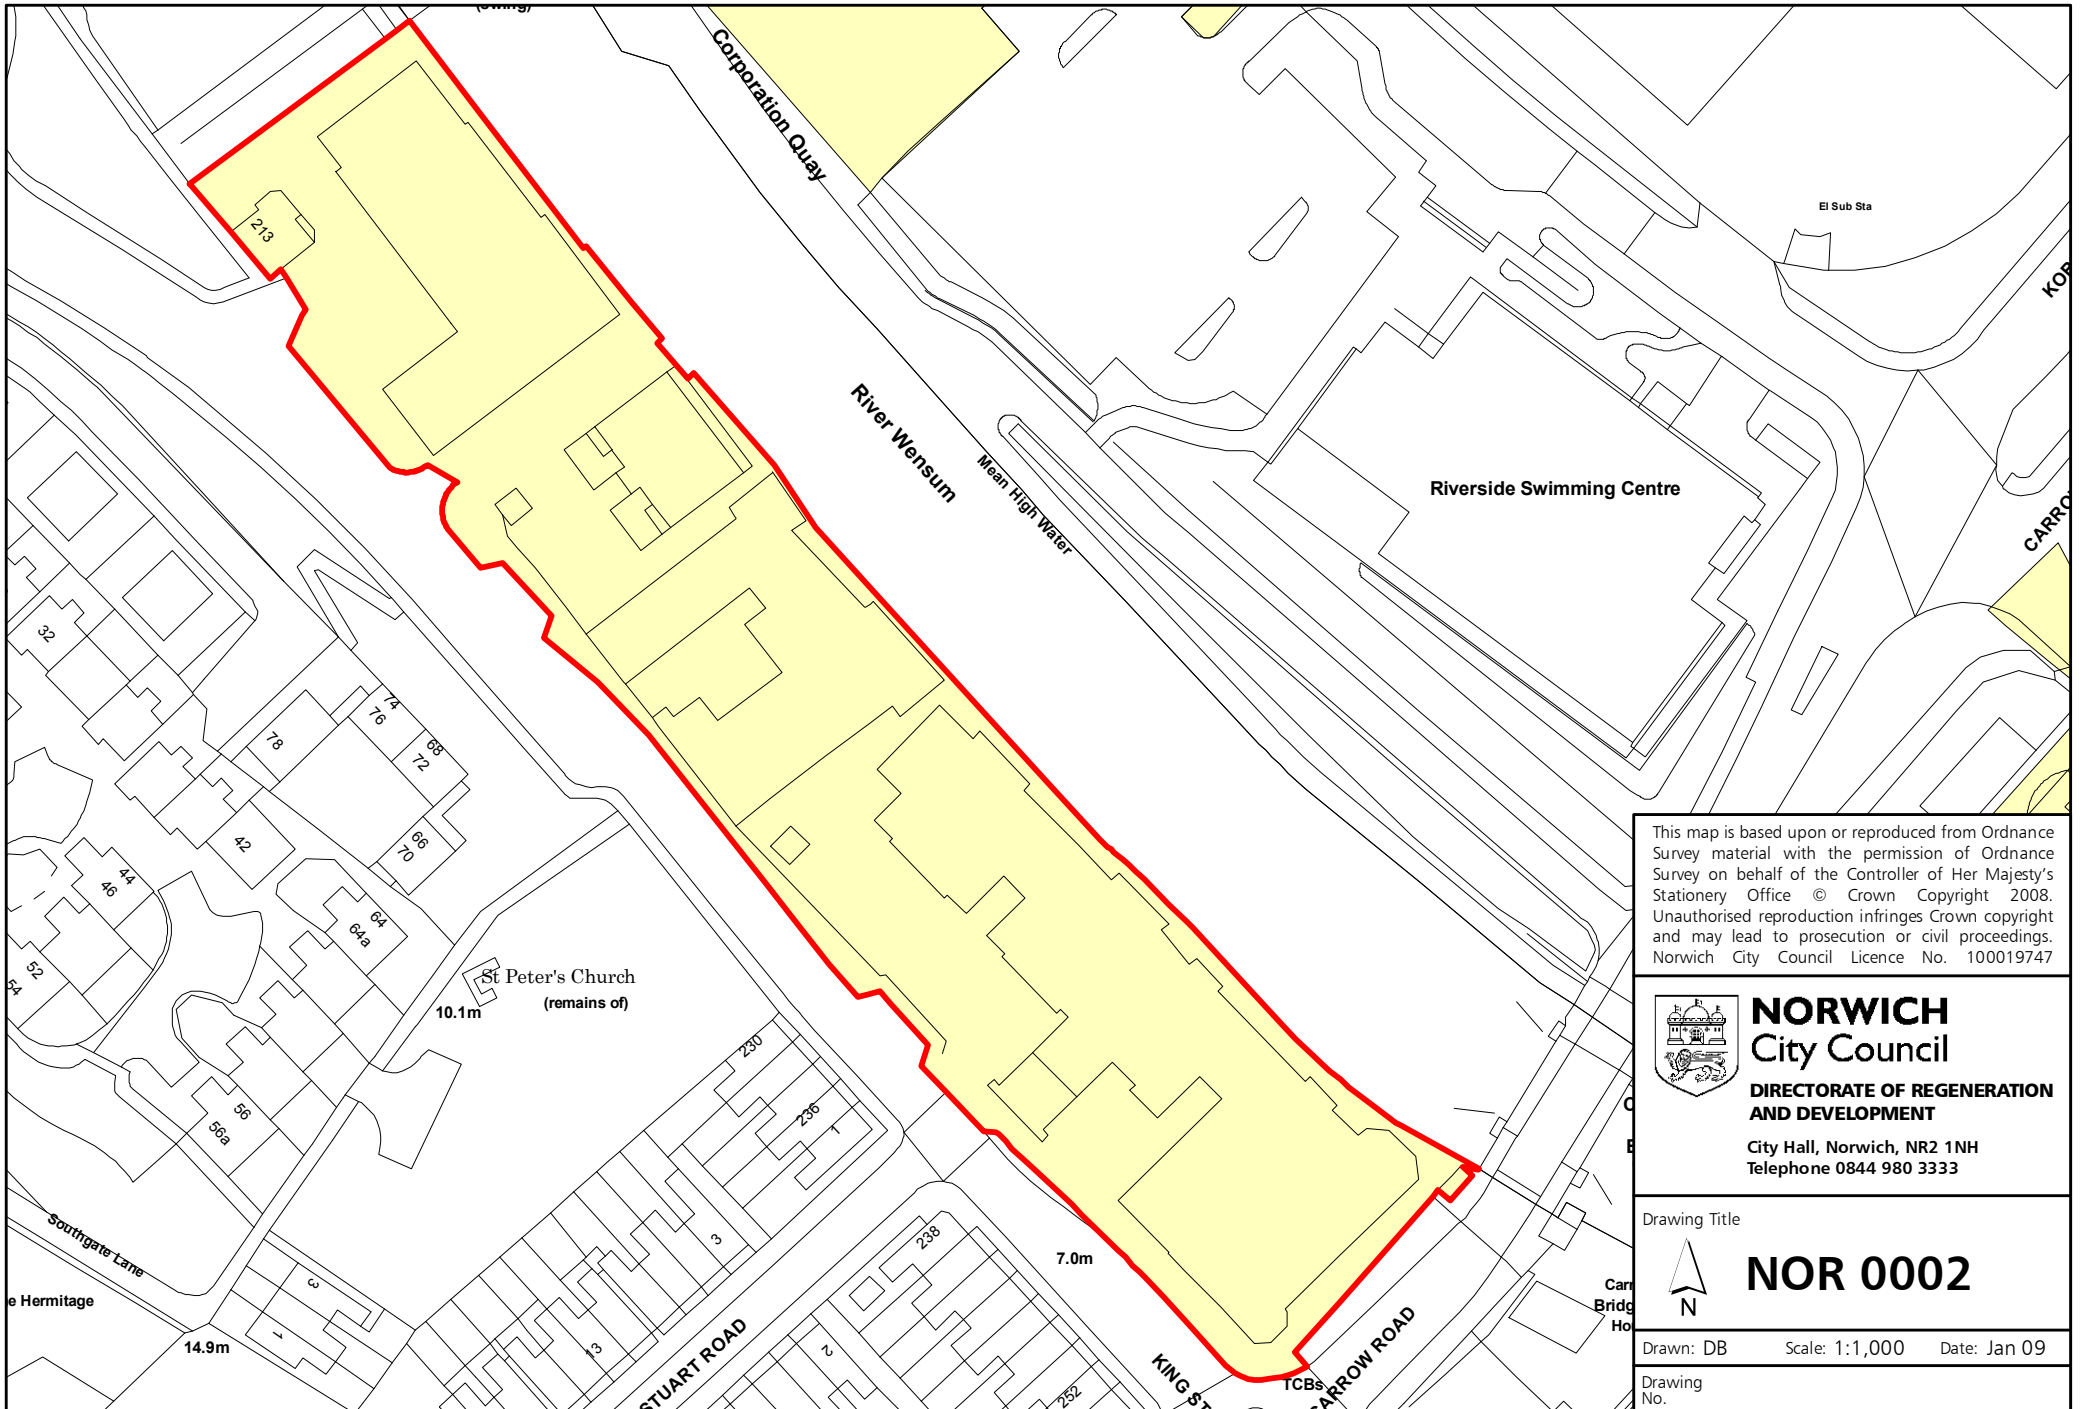 (Swing)
Corporation Quay
El Sub Sta
213
River Wensum
Mean High Water
Riverside Swimming Centre
32
74
76
68
72
78
66
70
42
44
46
64
64a
52
54
St Peter's Church
(remains of)
10.1m
230
236
1
56
56a
3
238
7.0m
Southgate Lane
e Hermitage
14.9m
3
1
13
2
252
STUART ROAD
KING ST
TCBs
CARROW ROAD
This map is based upon or reproduced from Ordnance
Survey material with the permission of Ordnance
Survey on behalf of the Controller of Her Majesty's
Stationery Office © Crown Copyright 2008.
Unauthorised reproduction infringes Crown copyright
and may lead to prosecution or civil proceedings.
Norwich City Council Licence No. 100019747
NORWICH
City Council
DIRECTORATE OF REGENERATION
AND DEVELOPMENT
City Hall, Norwich, NR2 1NH
Telephone 0844 980 3333
Drawing Title
N
NOR 0002
Drawn: DB Scale: 1:1,000 Date: Jan 09
Drawing
No.